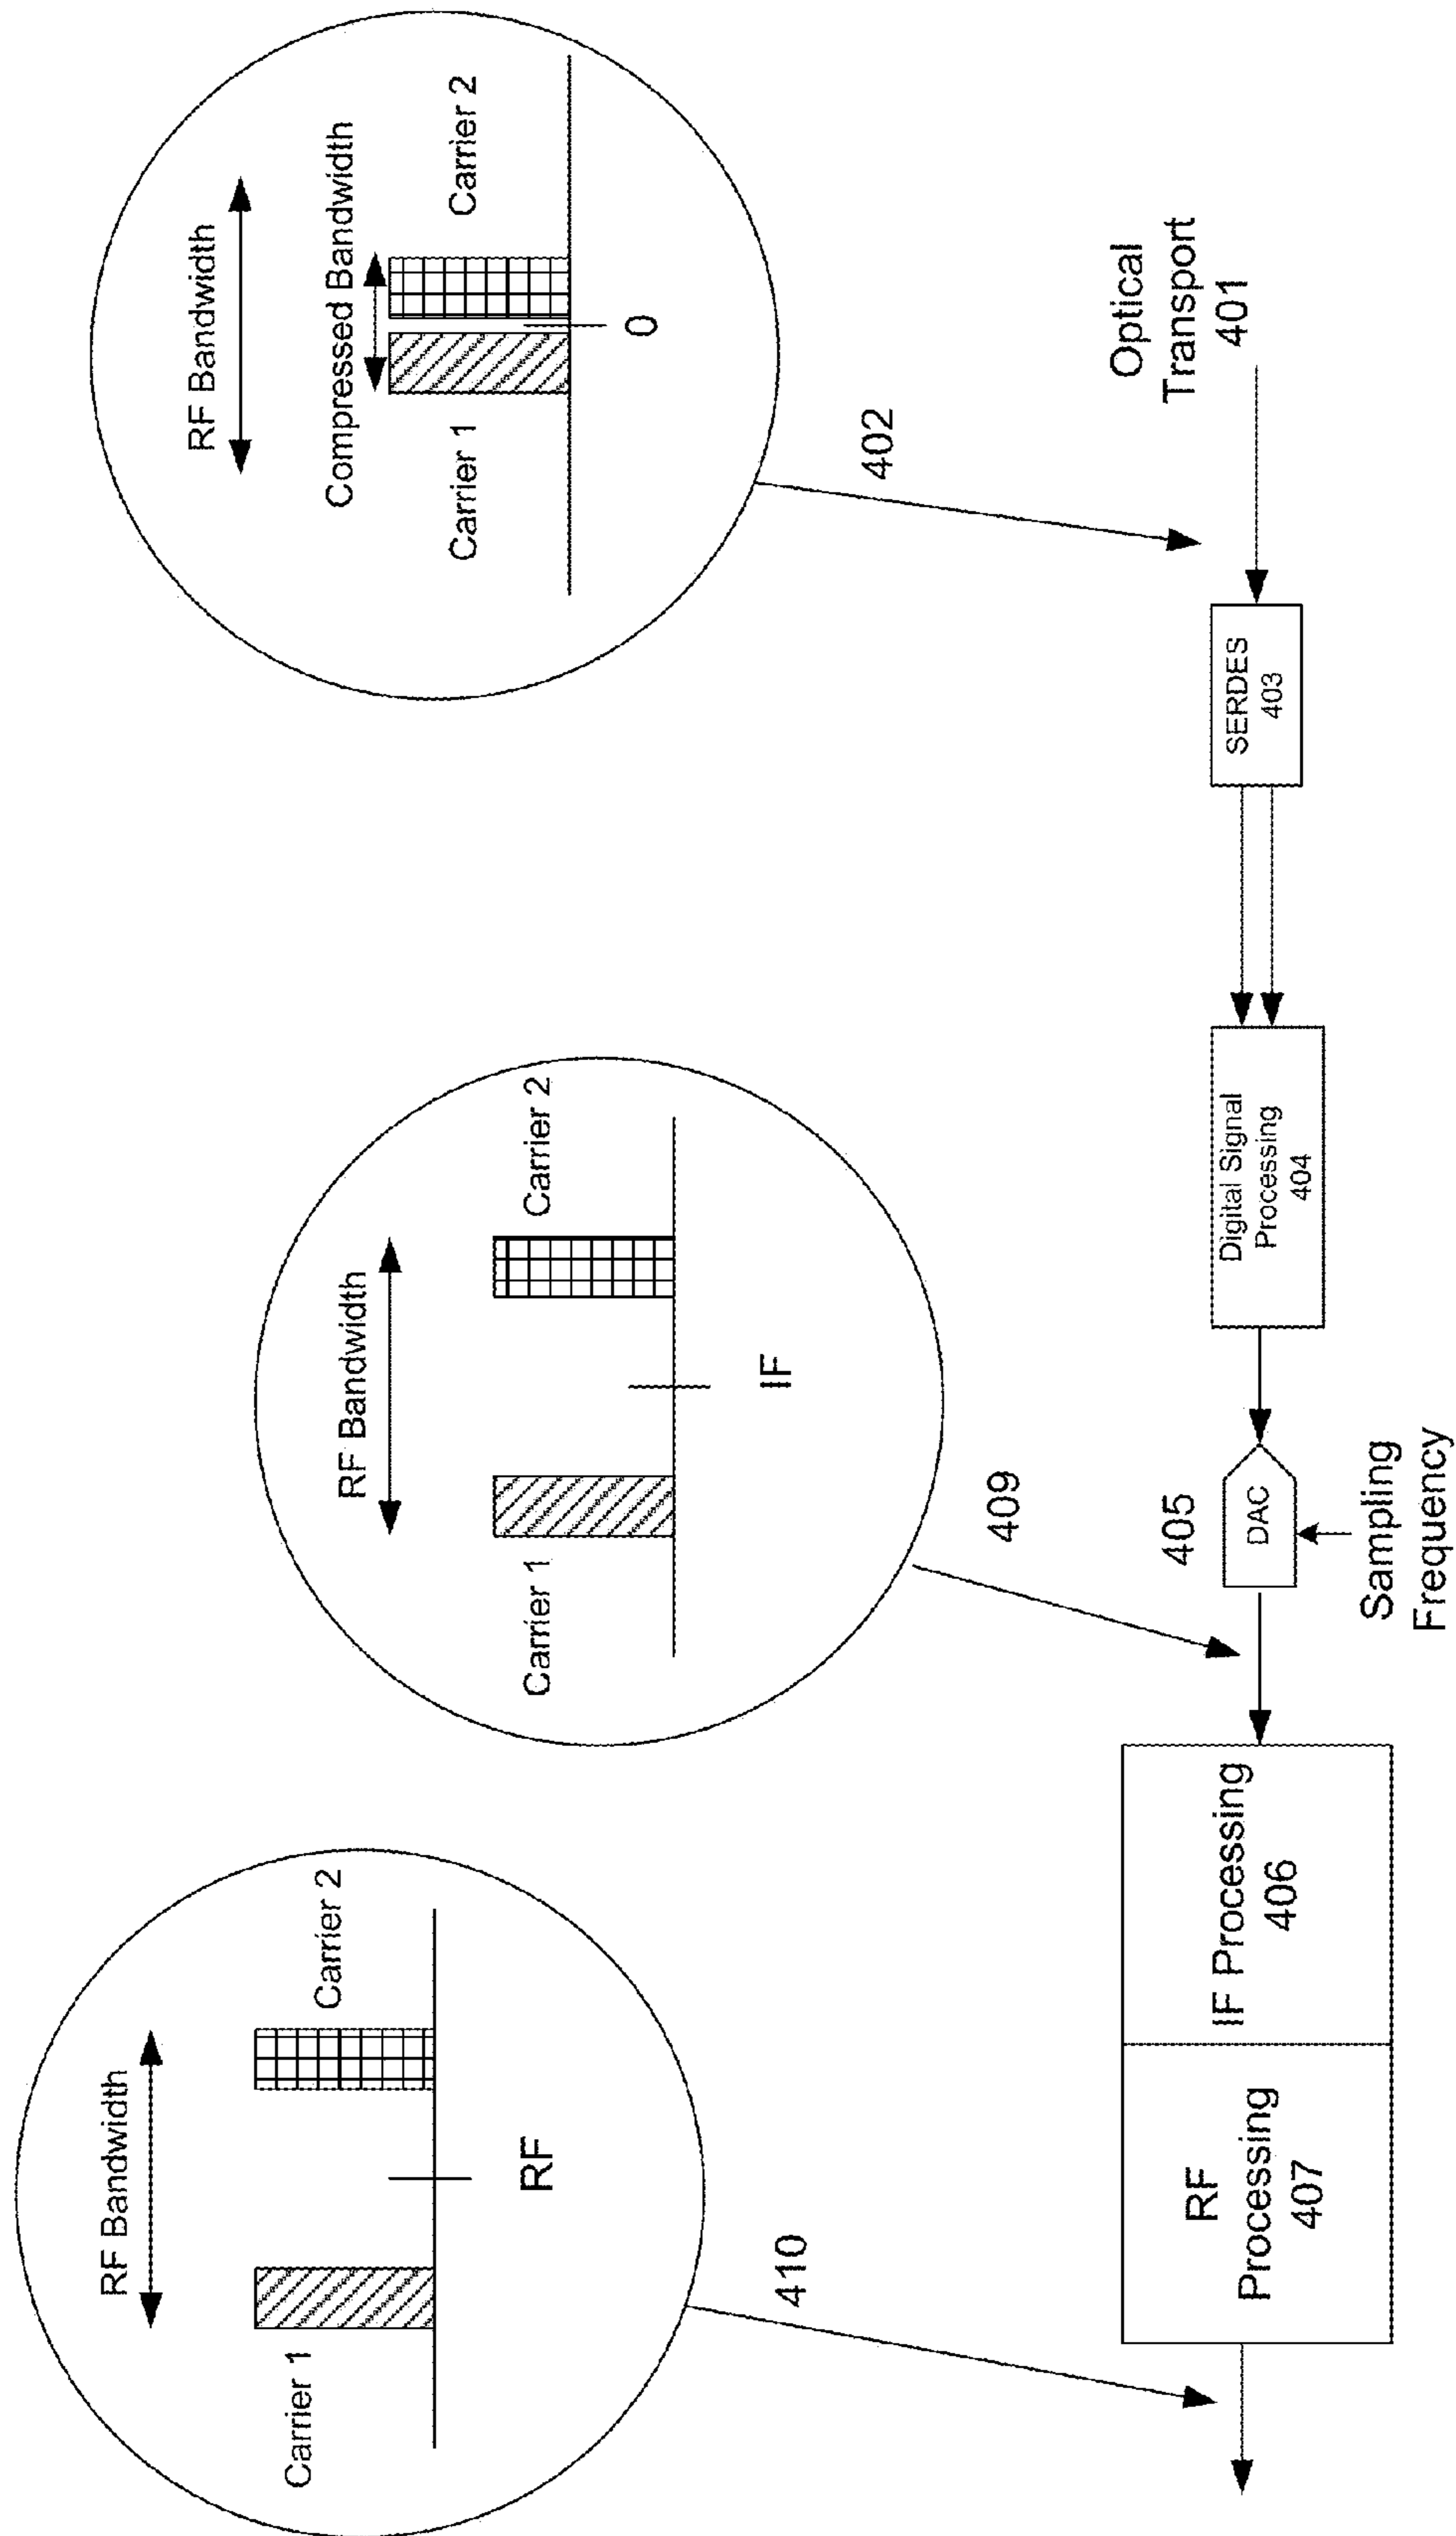 RF Bandwidth
Carrier 1
Carrier 2
RF
410
RF Bandwidth
Carrier 1
Carrier 2
IF
409
RF Bandwidth
Compressed Bandwidth
Carrier 1
Carrier 2
0
402
RF
Processing
407
IF Processing
406
405
DAC
Sampling
Frequency
Digital Signal
Processing
404
SERDES
403
Optical
Transport
401